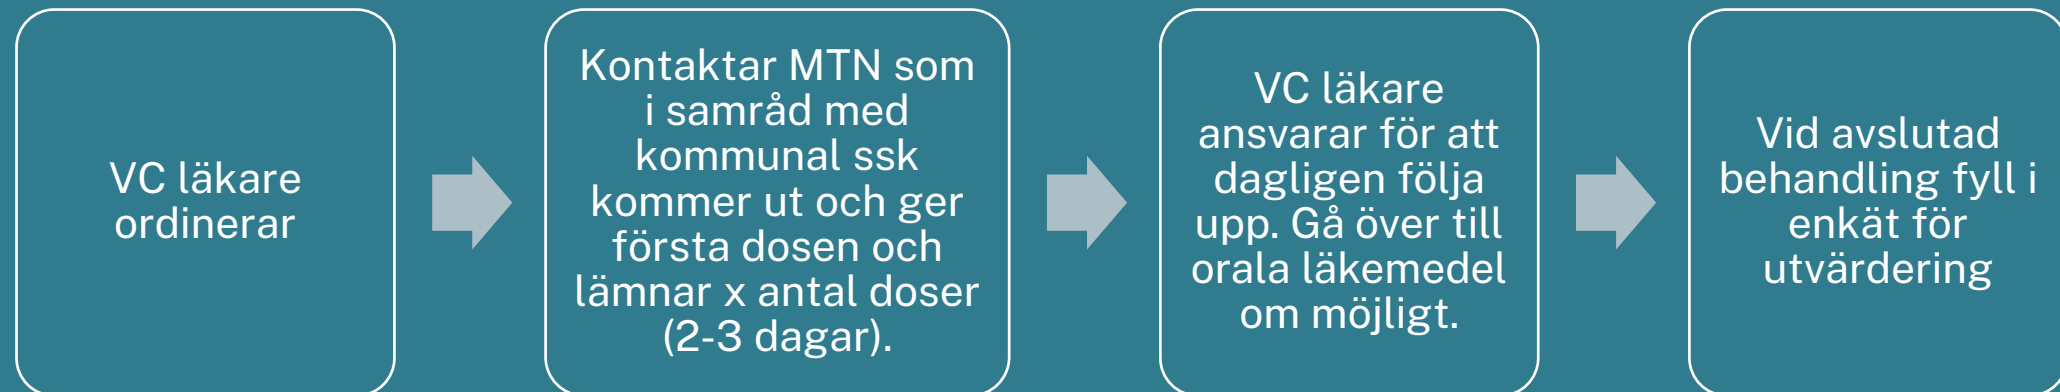 VC läkare
ordinerar
Kontaktar MTN som
i samråd med
kommunal ssk
kommer ut och ger
första dosen och
lämnar x antal doser
(2-3 dagar).
VC läkare
ansvarar för att
dagligen följa
upp. Gå över till
orala läkemedel
om möjligt.
Vid avslutad
behandling fyll i
enkät för
utvärdering